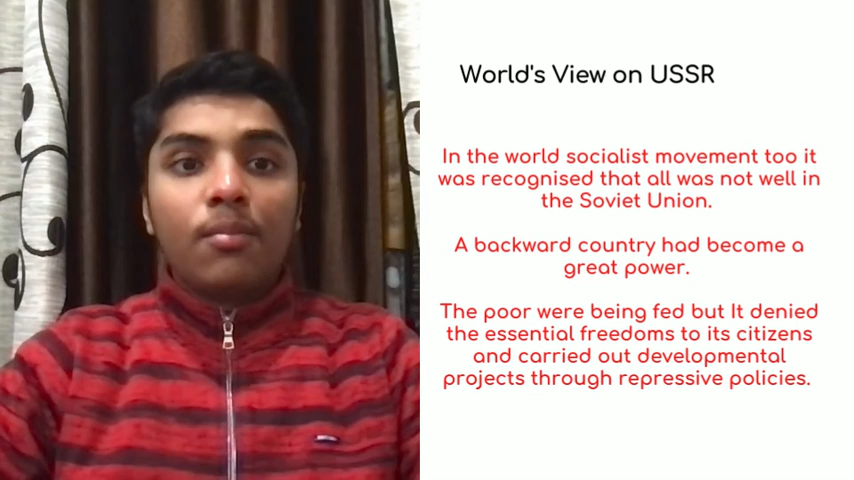 World's View on USSR
In the world socialist movement too it
was recognised that all was not well in
the Soviet Union.
A backward country had become a
great power.
The poor were being fed but It denied
the essential freedoms to its citizens
and carried out developmental
projects through repressive policies.